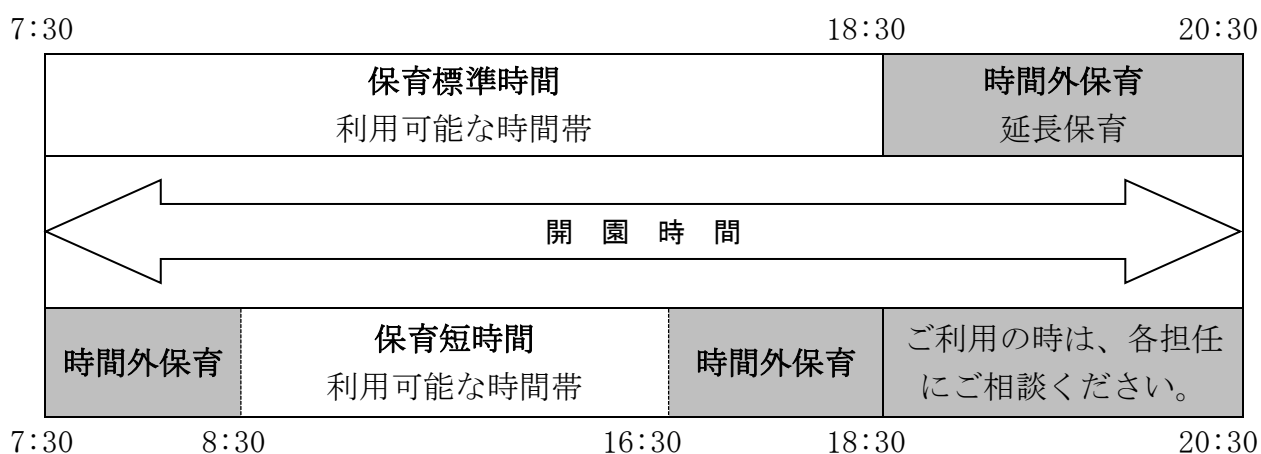 7:30 18:30 20:30
保育標準時間 時間外保育
利用可能な時間帯 延長保育
開 園 時 間
時間外保育
保育短時間
利用可能な時間帯
時間外保育
ご利用の時は、各担任
にご相談ください。
7:30 8:30 16:30 18:30 20:30